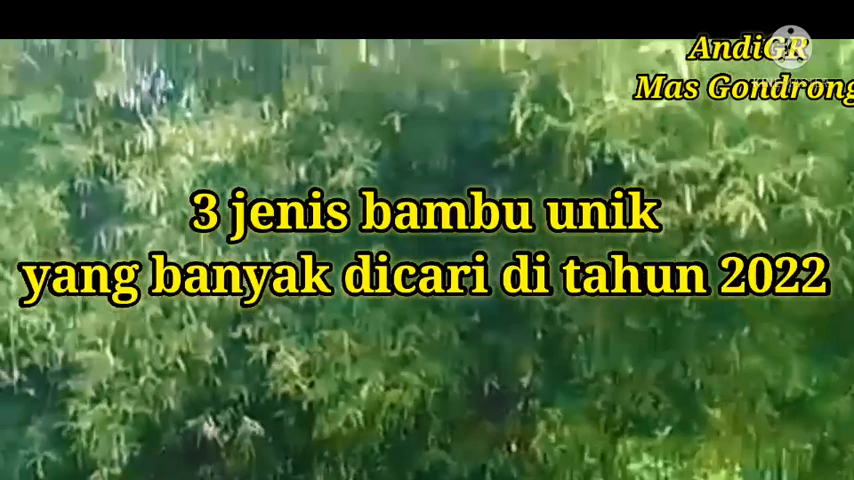 AndiGR
Mas Gondrong
3 jenis bambu unik
yang banyak dicari di tahun 2022